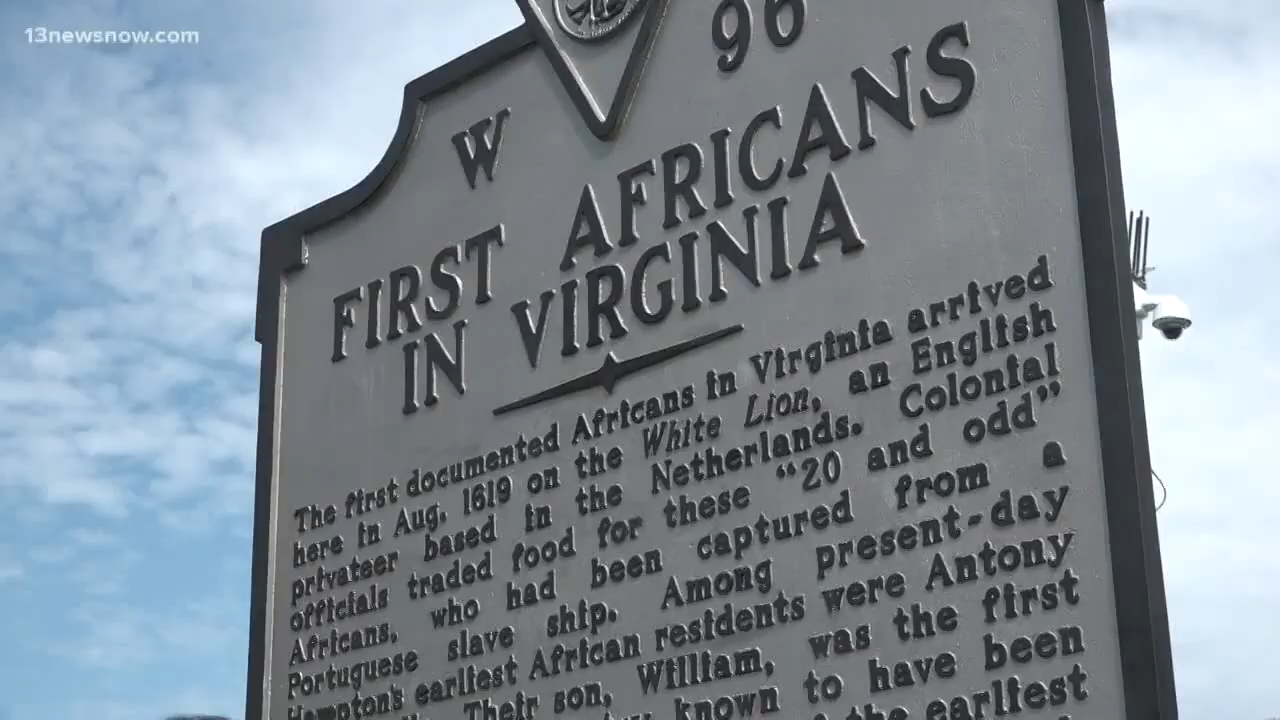 13newsnow.com
W 96
FIRST AFRICANS
IN VIRGINIA
The first documented Africans in Virginia arrived
here in Aug. 1619 on the White Lion, an English
privateer based in the Netherlands. Colonial
officials traded food for these “20 and odd”
Africans, who had been captured from a
Portuguese slave ship. Among present-day
Hampton's earliest African residents were Antony
Their son, William, was the first
known to have been
the earliest